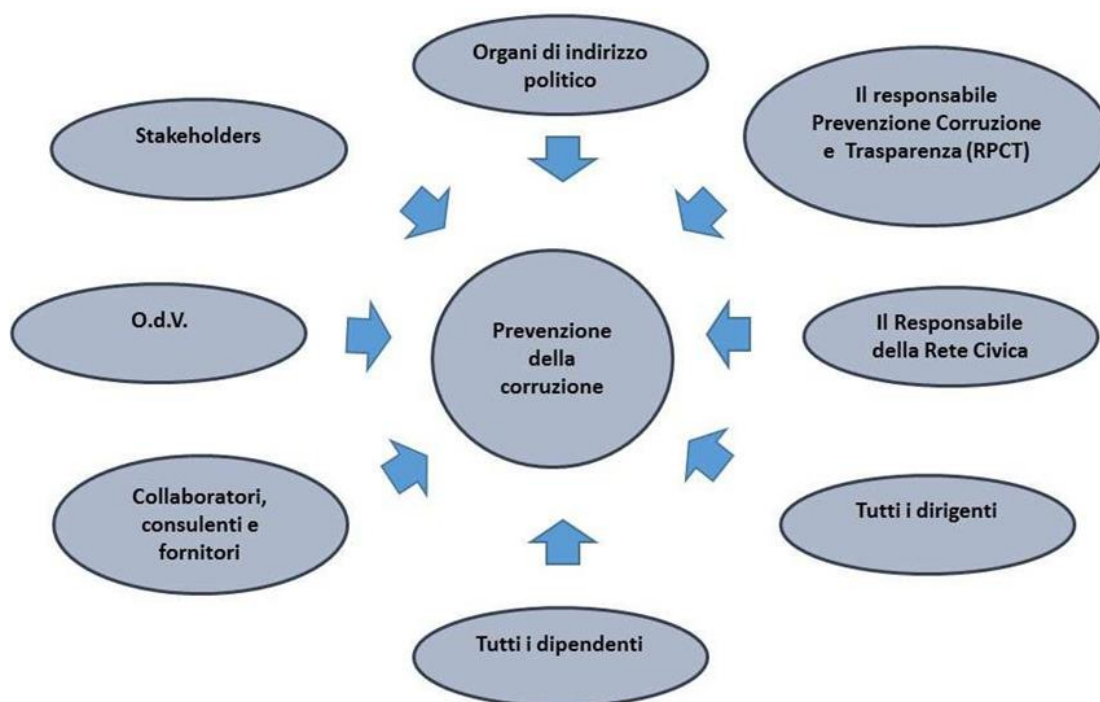 Organi di indirizzo
politico
Il responsabile
Prevenzione Corruzione
e Trasparenza (RPCT)
Stakeholders
O.d.V.
Prevenzione
della
corruzione
Il Responsabile
della Rete Civica
Collaboratori,
consulenti e
fornitori
Tutti i dirigenti
Tutti i dipendenti